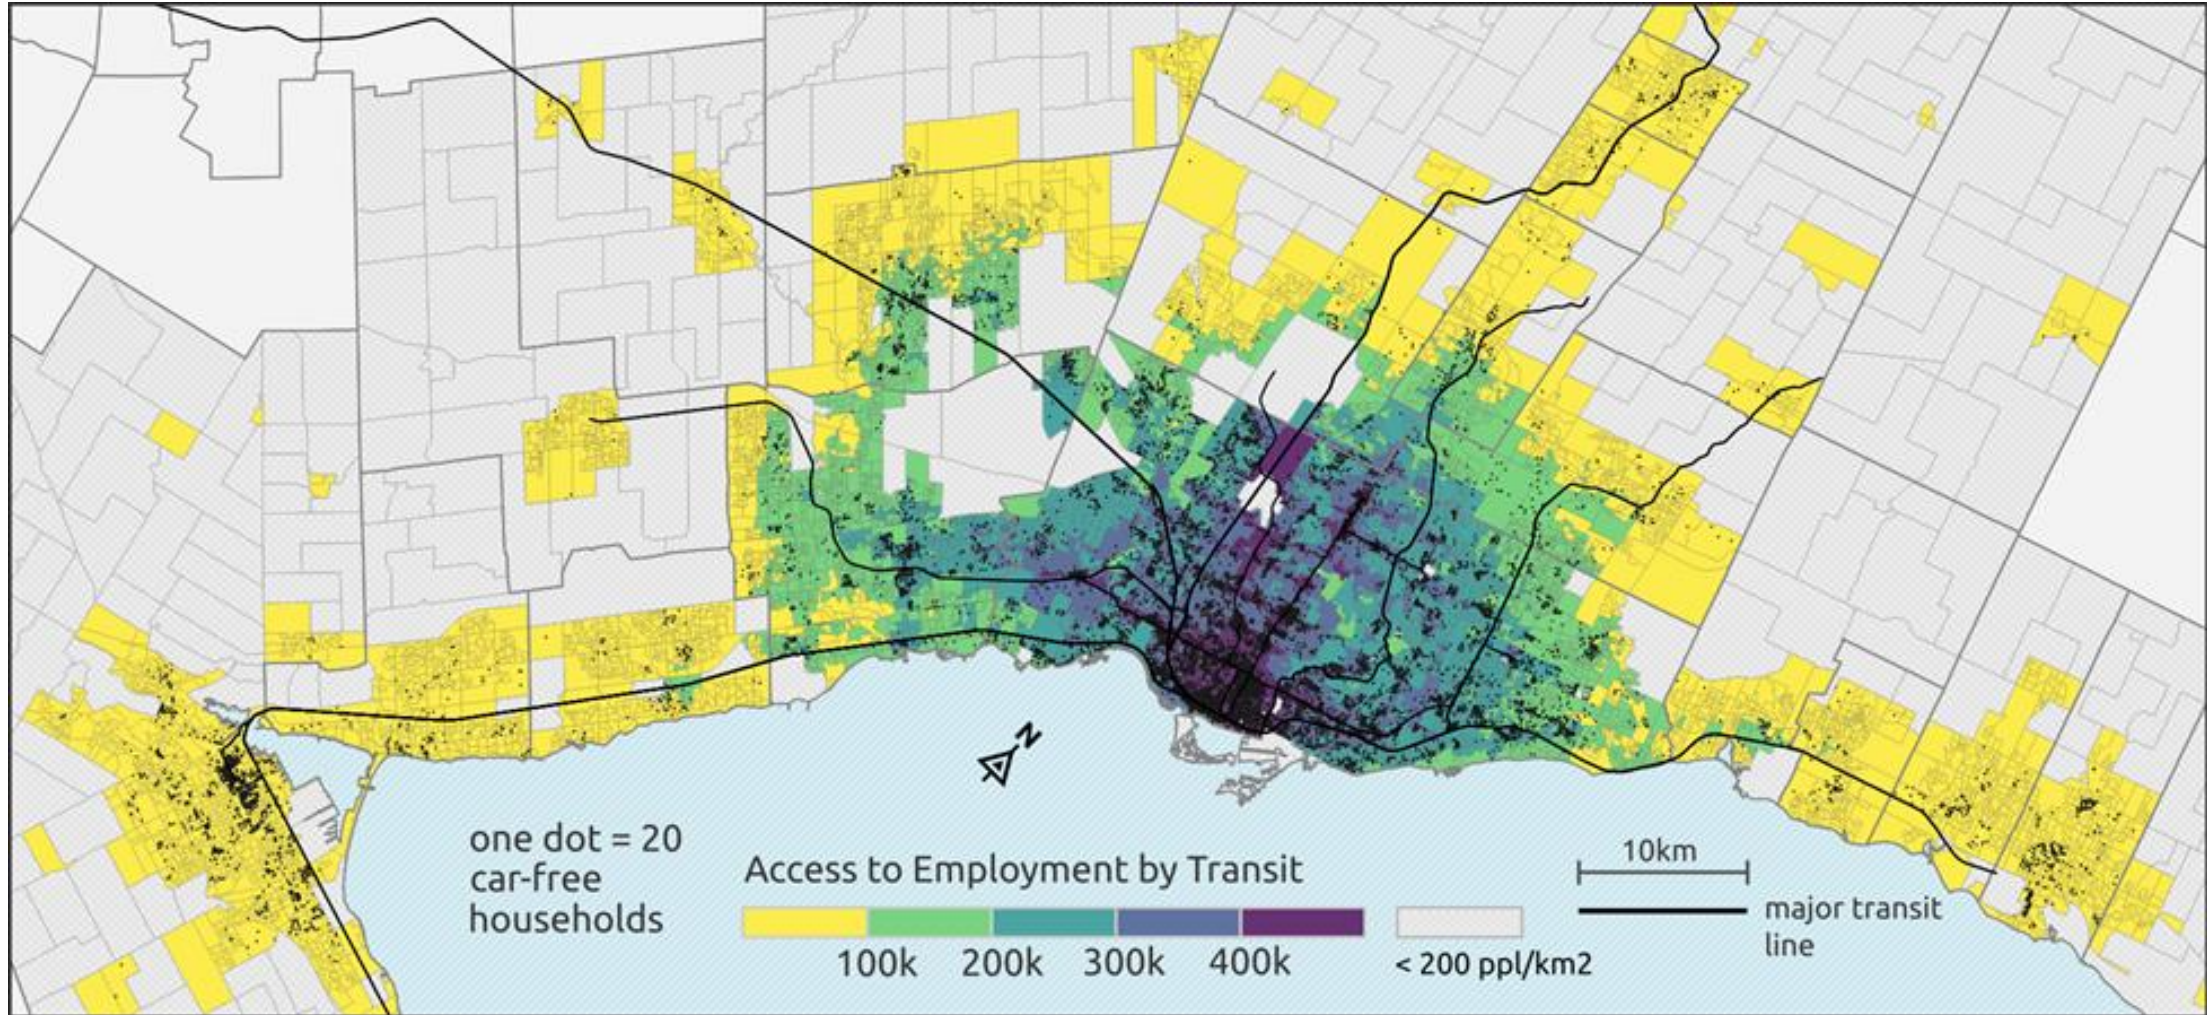 N
one dot = 20
car-free
households
Access to Employment by Transit
100k 200k 300k 400k
< 200 ppl/km2
10km
major transit
line